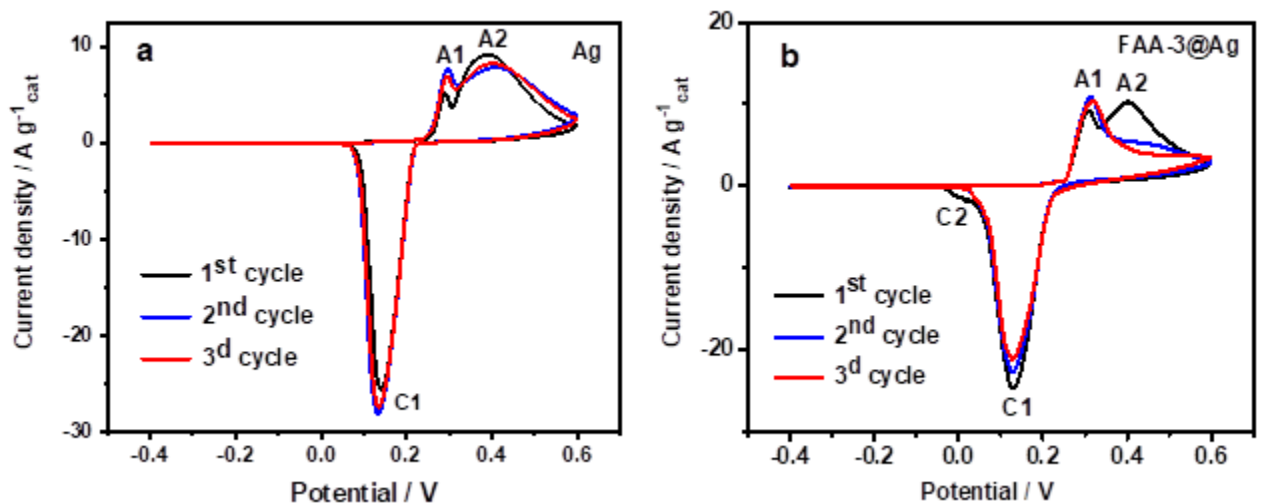 a
A1
A2
Ag
10
0
-10
-20
-30
1st cycle
2nd cycle
3d cycle
C1
-0.4
-0.2
0.0
0.2
0.4
0.6
Potential / V
Current density / A g-1cat
b
FAA-3@Ag
A1
A2
20
0
-20
C2
1st cycle
2nd cycle
3d cycle
C1
-0.4
-0.2
0.0
0.2
0.4
0.6
Potential / V
Current density / A g-1cat